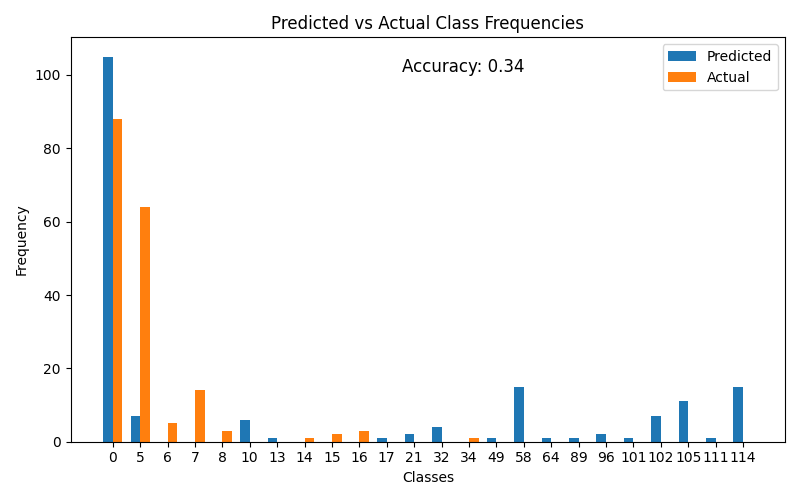 Predicted vs Actual Class Frequencies
Accuracy: 0.34
Predicted
Actual
100
80
60
40
20
0
Frequency
0 5 6 7 8 10 13 14 15 16 17 21 32 34 49 58 64 89 96 101 102 105 111 114
Classes